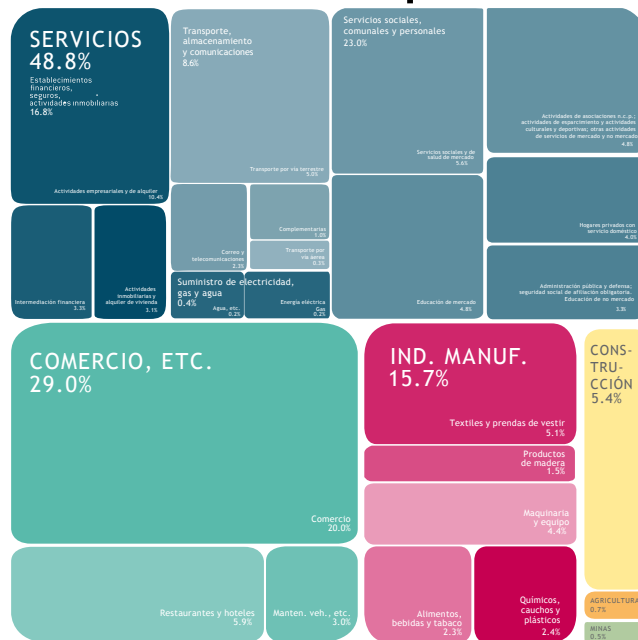 SERVICIOS
48.8%
Establecimientos
financieros,
seguros,
actividades inmobiliarias
16.8%
Actividades empresariales y de alquiler
10.4%
Intermediación financiera
3.3%
Actividades
inmobiliarias y
alquiler de vivienda
3.1%
Transporte,
almacenamiento
y comunicaciones
8.6%
Transporte por vía terrestre
5.0%
Correo y
telecomunicaciones
2.3%
Complementarias
1.0%
Transporte por
vía aerea
0.3%
Suministro de electricidad,
gas y agua
0.4%
Agua, etc.
0.2%
Energía eléctrica
Gas
0.2%
Servicios sociales,
comunales y personales
23.0%
Servicios sociales y de
salud de mercado
5.6%
Educación de mercado
4.8%
Actividades de asociaciones n.c.p.;
actividades de esparcimiento y actividades
culturales y deportivas; otras actividades
de servicios de mercado y no mercado
4.8%
Hogares privados con
servicio doméstico
4.0%
Administración pública y defensa;
seguridad social de afiliación obligatoria.
Educación de no mercado
3.3%
COMERCIO, ETC.
29.0%
Comercio
20.0%
Restaurantes y hoteles
5.9%
Manten. veh., etc.
3.0%
IND. MANUF.
15.7%
Textiles y prendas de vestir
5.1%
Productos
de madera
1.5%
Maquinaria
y equipo
4.4%
Alimentos,
bebidas y tabaco
2.3%
Químicos,
cauchos y
plásticos
2.4%
CONS-
TRU-
CCIÓN
5.4%
AGRICULTURA
0.7%
MINAS
0.5%